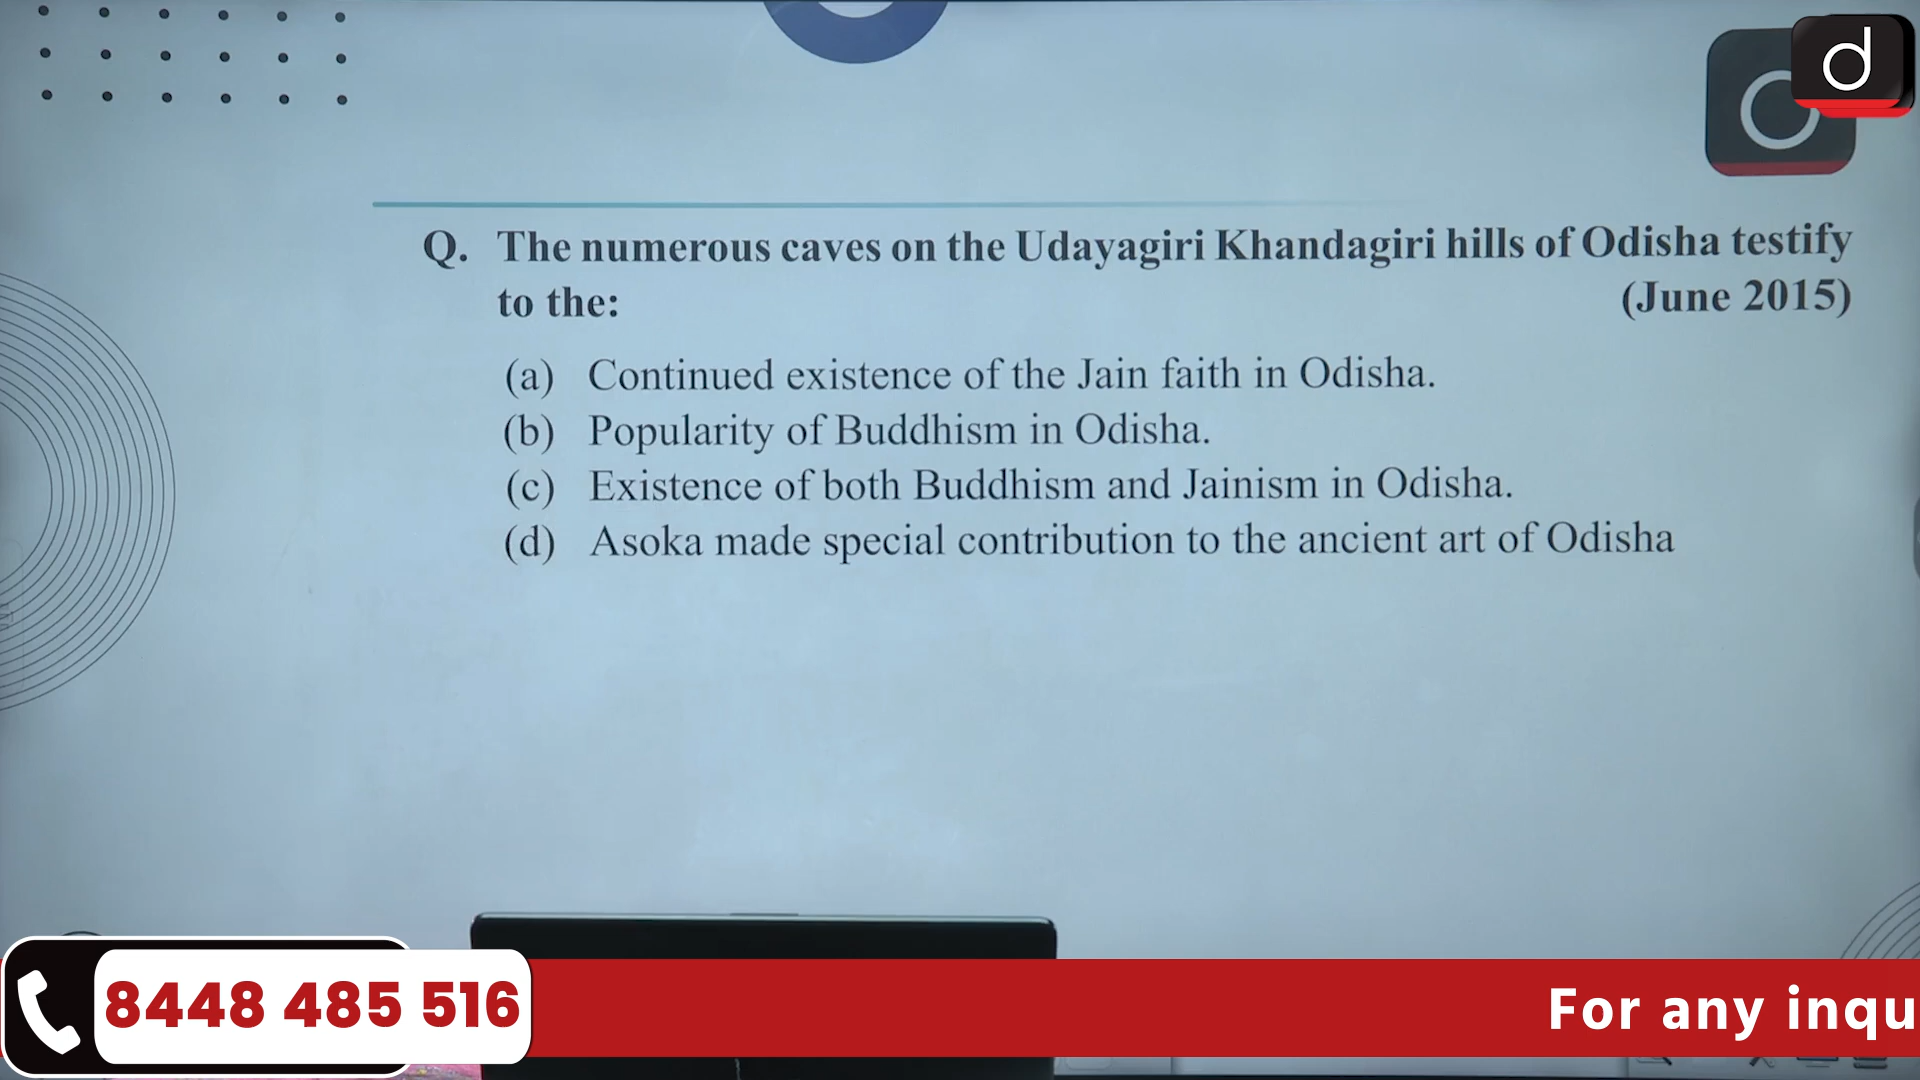 d
Q. The numerous caves on the Udayagiri Khandagiri hills of Odisha testify
to the: (June 2015)
(a) Continued existence of the Jain faith in Odisha.
(b) Popularity of Buddhism in Odisha.
(c) Existence of both Buddhism and Jainism in Odisha.
(d) Asoka made special contribution to the ancient art of Odisha
8448 485 516
For any inqu